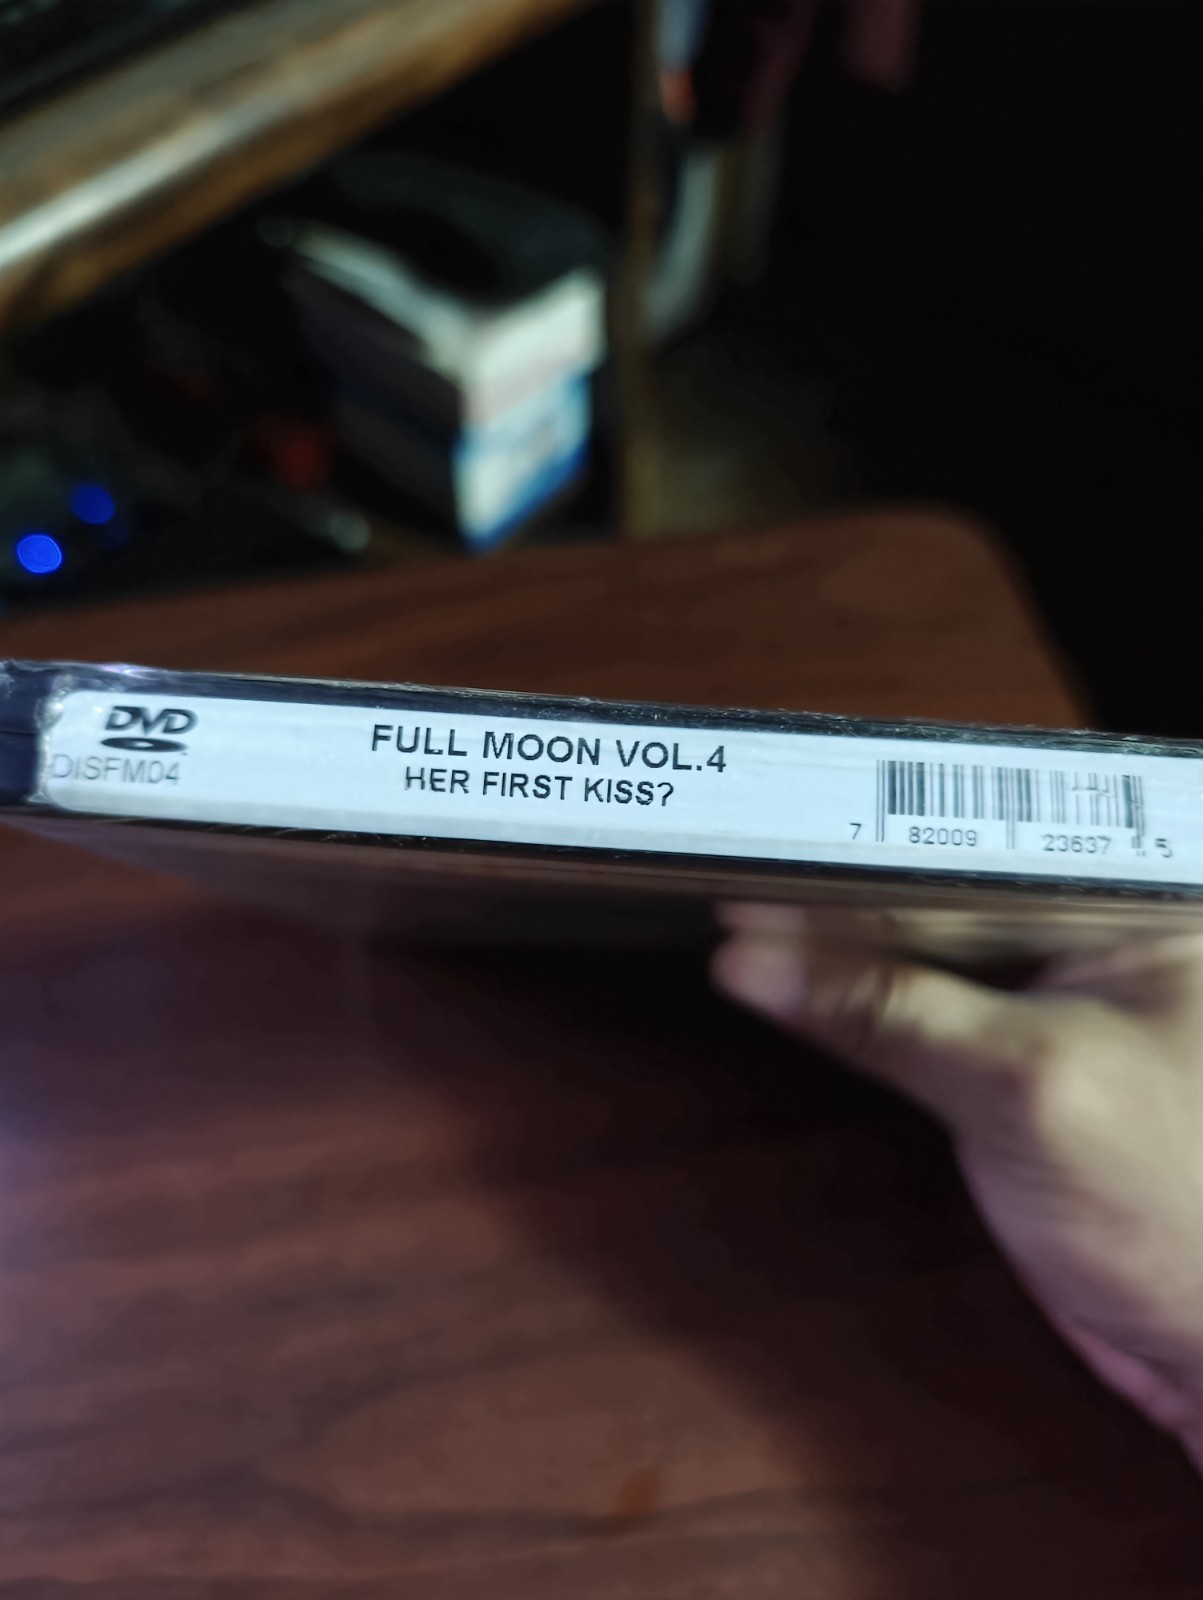 DVD
DISFM04
FULL MOON VOL.4
HER FIRST KISS?
7 82009 23637 5